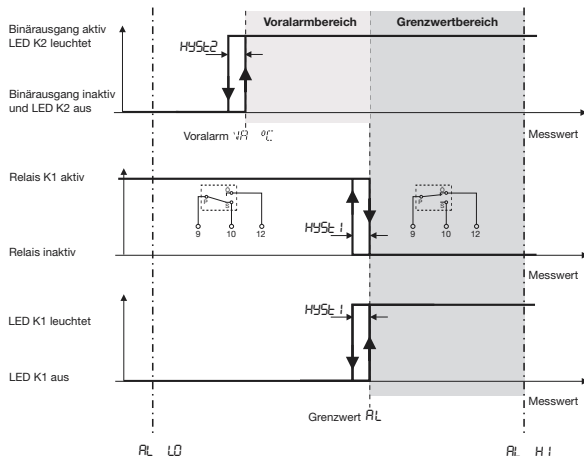 Voralarmbereich Grenzwertbereich
Binärausgang aktiv
LED K2 leuchtet
HYSt2
Binärausgang inaktiv
und LED K2 aus
Messwert
Voralarm VA °C
Relais K1 aktiv
Ö
P
S
9 10 12
Ö
P
S
9 10 12
HYSt1
Relais inaktiv
Messwert
LED K1 leuchtet
HYSt1
LED K1 aus
Messwert
Grenzwert AL
AL LO
AL HI